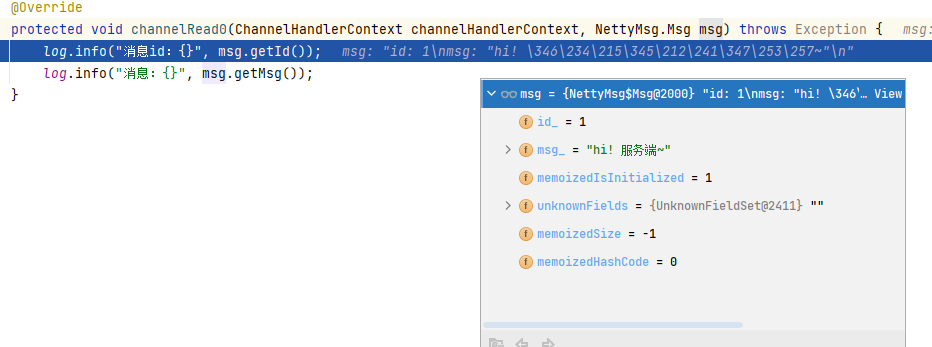 @Override
protected void channelRead0(ChannelHandlerContext channelHandlerContext, NettyMsg.Msg msg) throws Exception {   msg:
log.info("消息id：{}", msg.getId());   msg: "id: 1\nmsg: "hi! \346\234\215\345\212\241\347\253\257~"\n"
log.info("消息：{}", msg.getMsg());
}
msg = {NettyMsg$Msg@2000} "id: 1\nmsg: "hi! \346\... View
id_ = 1
msg_ = "hi! 服务端~"
memoizedIsInitialized = 1
unknownFields = {UnknownFieldSet@2411} ""
memoizedSize = -1
memoizedHashCode = 0